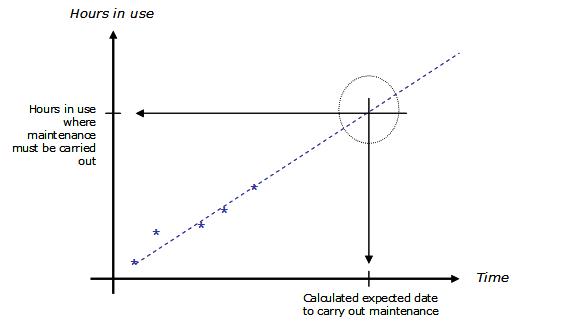 Hours in use
Hours in use
where
maintenance
must be carried
out
Time
Calculated expected date
to carry out maintenance